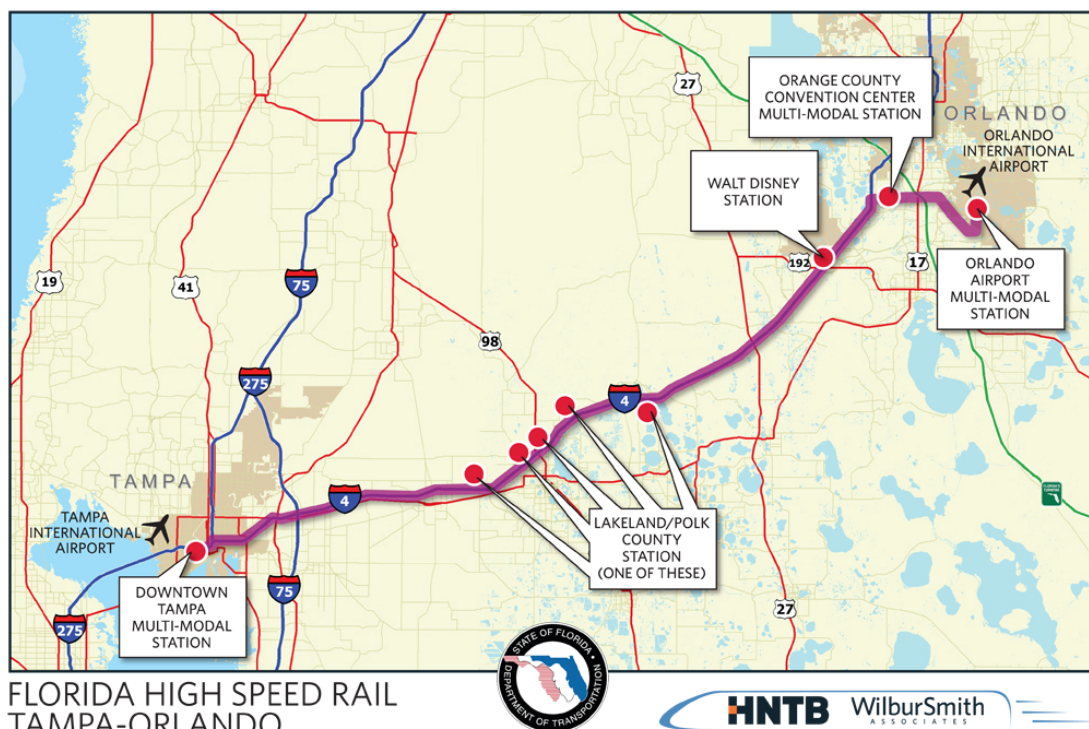 ORANGE COUNTY
CONVENTION CENTER
MULTI-MODAL STATION
27
ORLANDO
ORLANDO
INTERNATIONAL
AIRPORT
WALT DISNEY
STATION
19
41
75
192
17
ORLANDO
AIRPORT
MULTI-MODAL
STATION
98
275
4
TAMPA
4
TAMPA
INTERNATIONAL
AIRPORT
LAKELAND/POLK
COUNTY
STATION
(ONE OF THESE)
DOWNTOWN
TAMPA
MULTI-MODAL
STATION
75
27
275
STATE OF FLORIDA
DEPARTMENT OF TRANSPORTATION
FLORIDA HIGH SPEED RAIL
TAMPA-ORLANDO
HNTB
WilburSmith
ASSOCIATES